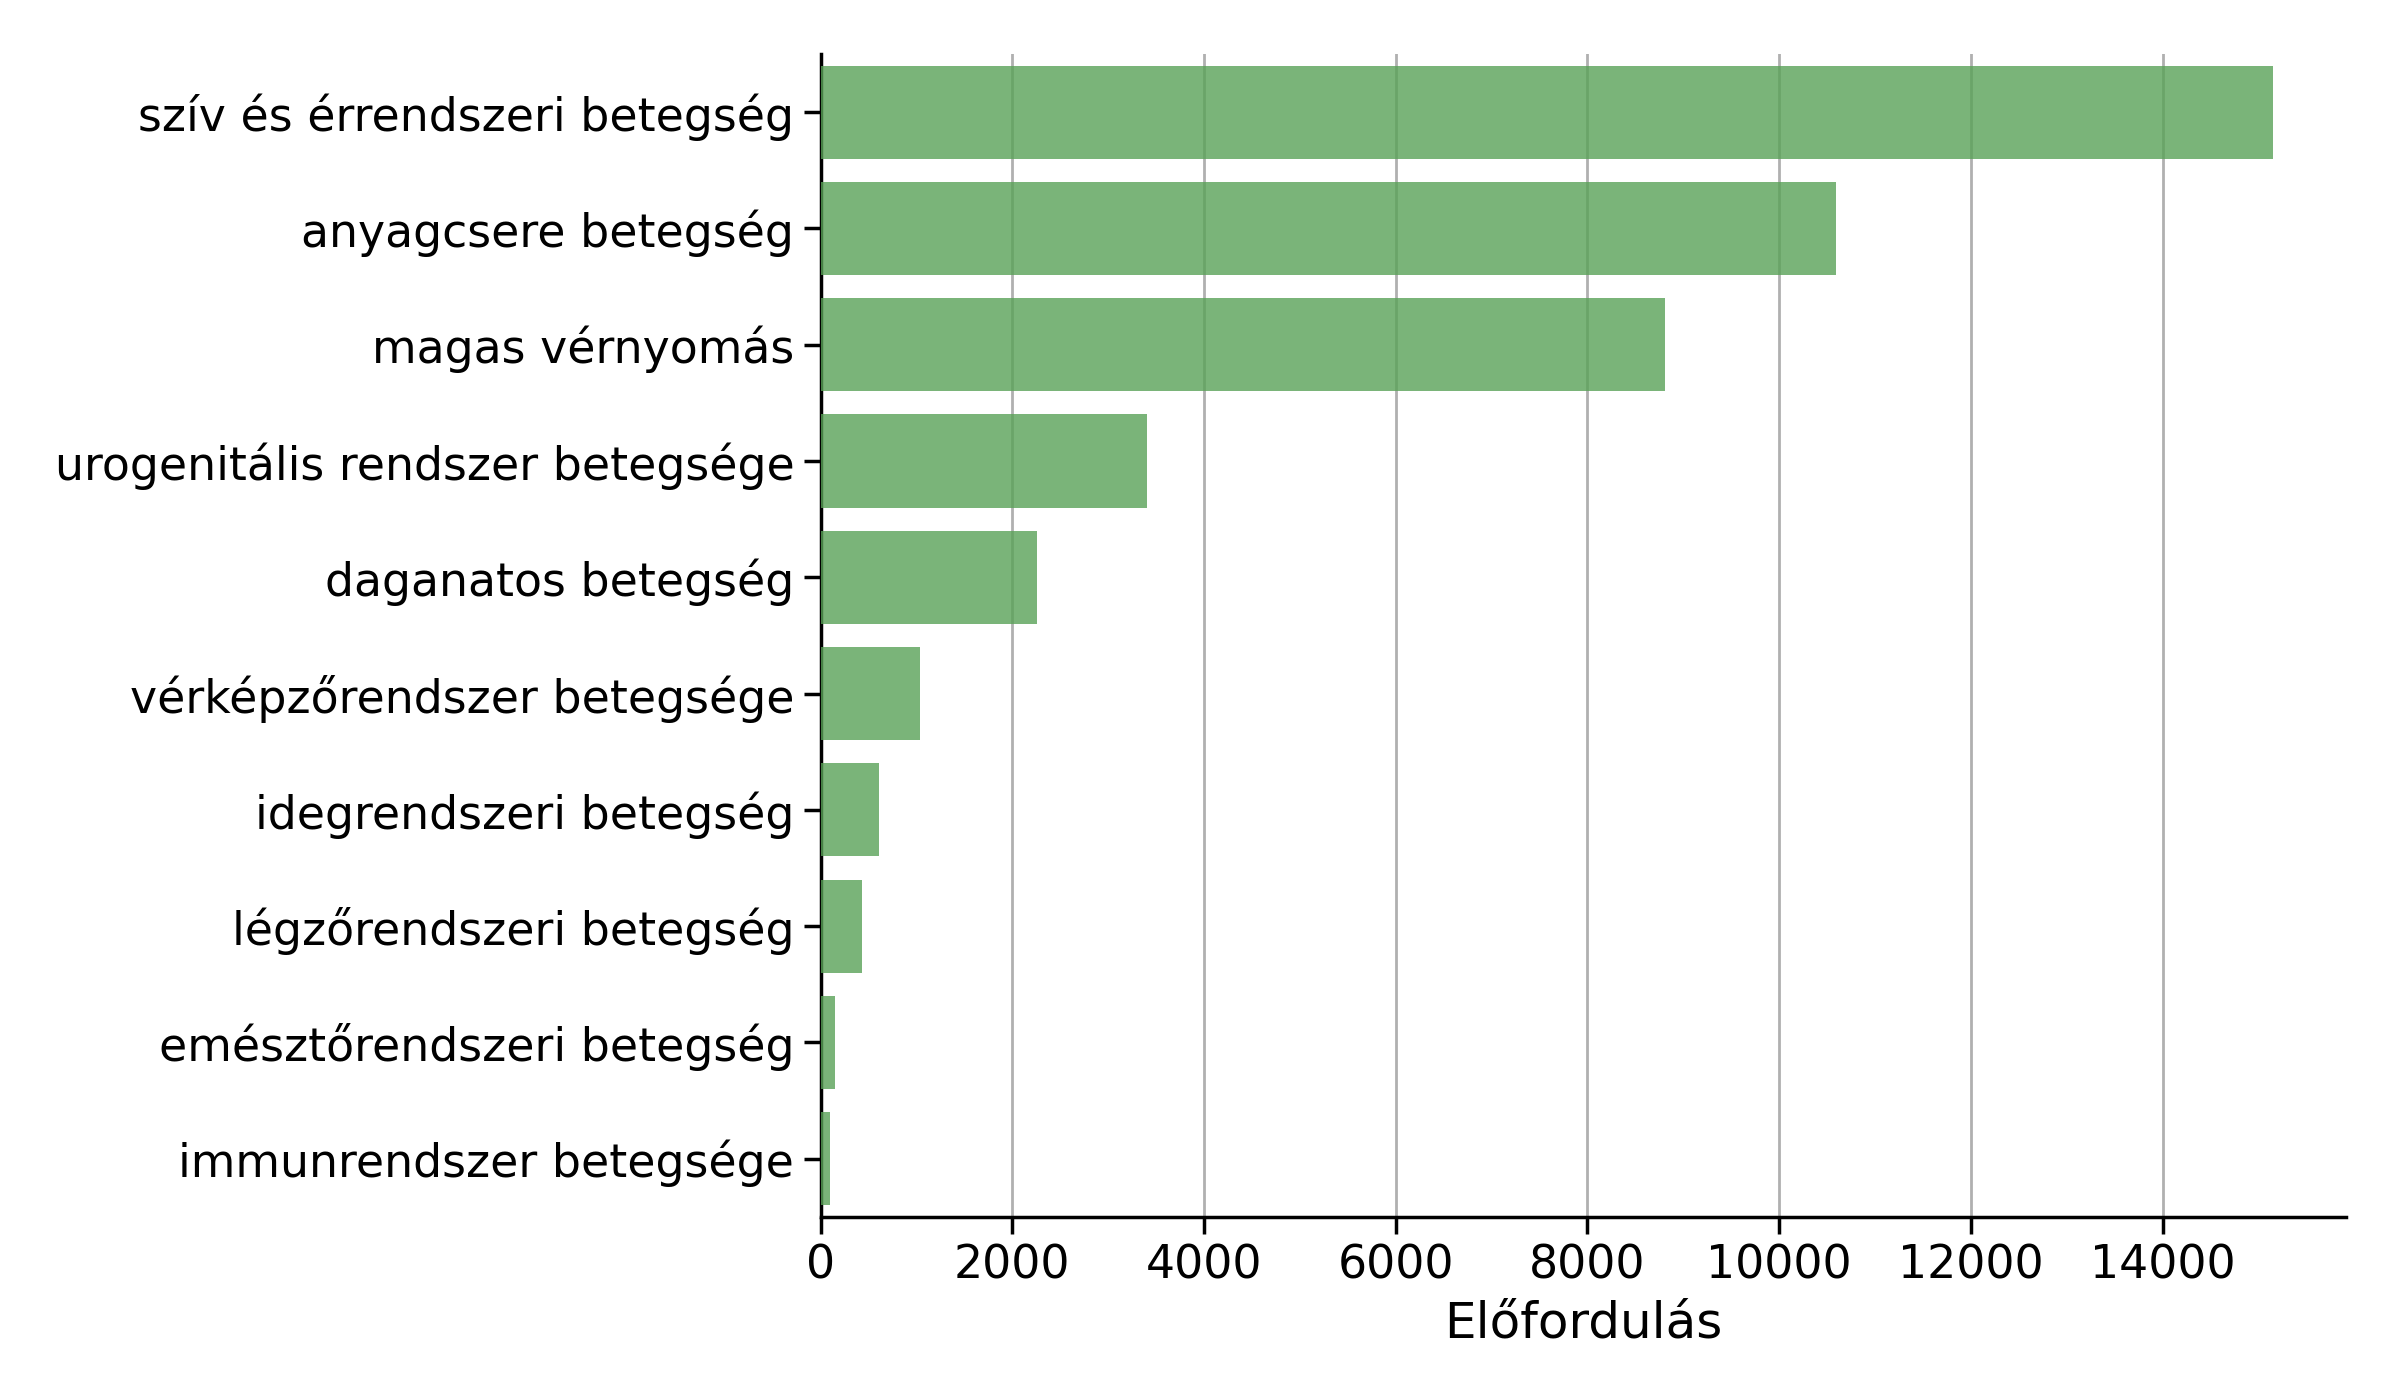 szív és érrendszeri betegség
anyagcsere betegség
magas vérnyomás
urogenitális rendszer betegsége
daganatos betegség
vérképzőrendszer betegsége
idegrendszeri betegség
légzőrendszeri betegség
emésztőrendszeri betegség
immunrendszer betegsége
0 2000 4000 6000 8000 10000 12000 14000
Előfordulás